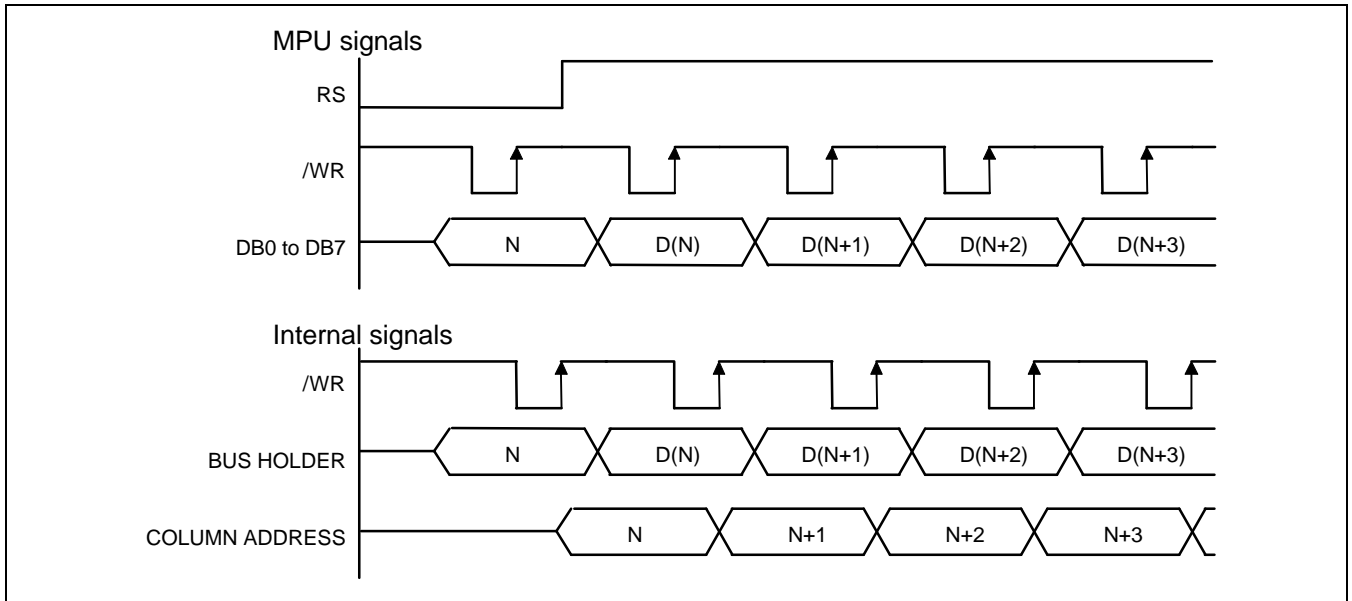 MPU signals
RS
/WR
DB0 to DB7
N D(N) D(N+1) D(N+2) D(N+3)
Internal signals
/WR
BUS HOLDER
N D(N) D(N+1) D(N+2) D(N+3)
COLUMN ADDRESS
N N+1 N+2 N+3